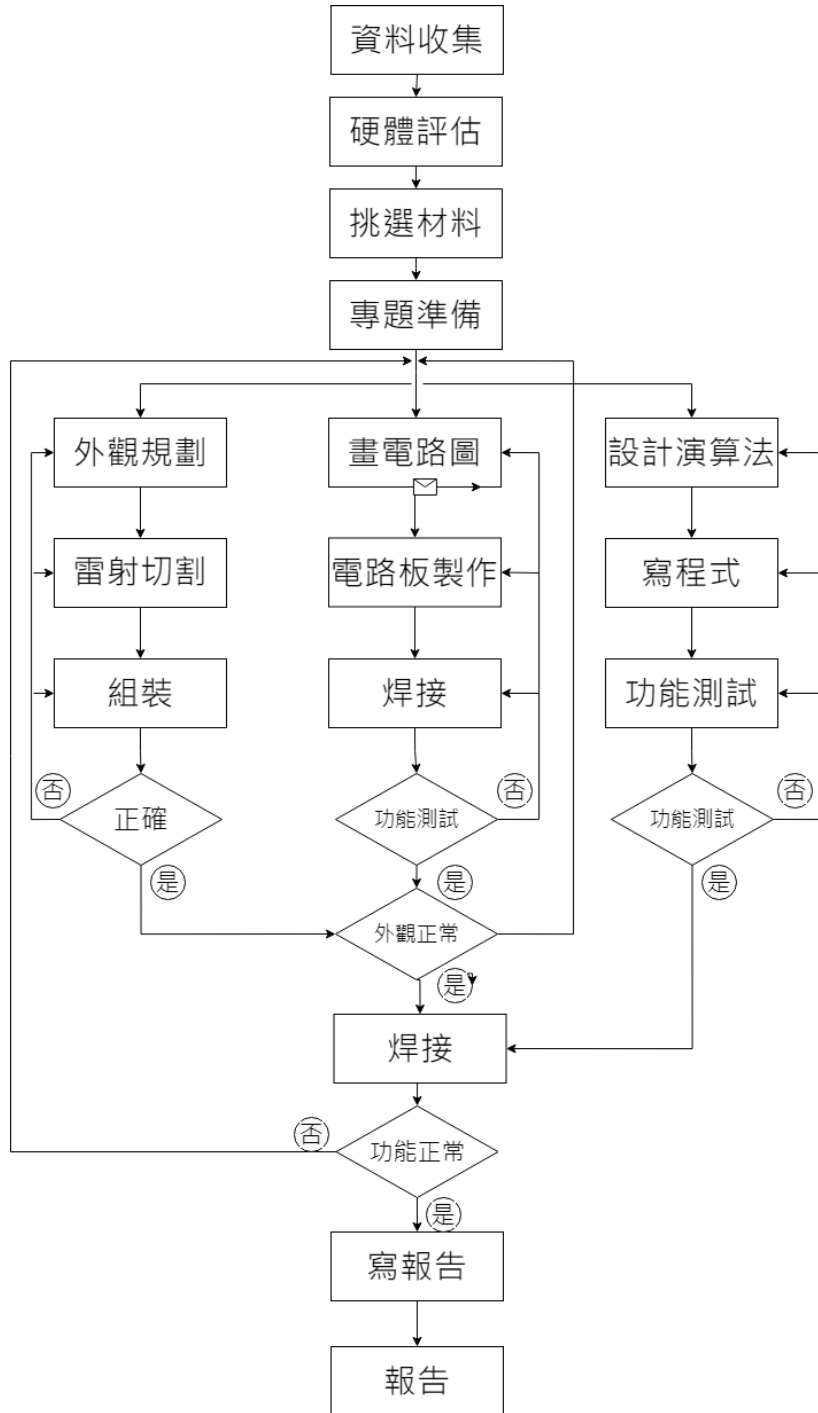 資料收集
硬體評估
挑選材料
專題準備
外觀規劃
畫電路圖
設計演算法
雷射切割
電路板製作
寫程式
組裝
焊接
功能測試
否
正確
功能測試
否
功能測試
否
是
是
是
外觀正常
是
焊接
否
功能正常
是
寫報告
報告